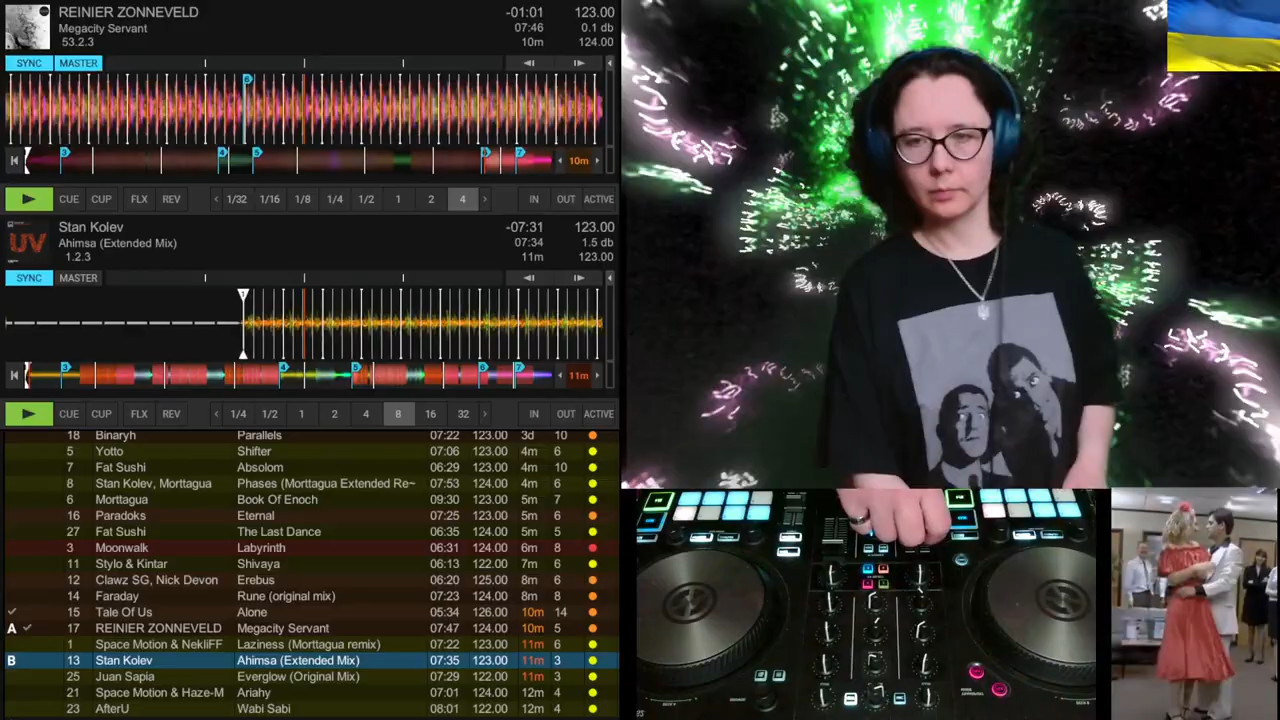 REINIER ZONNEVELD -01:01 123.00
Megacity Servant 07:46 0.1 db
53.2.3 10m 124.00
SYNC MASTER
6
3 4 5 6 7 10m
CUE CUP FLX REV 1/32 1/16 1/8 1/4 1/2 1 2 4 IN OUT ACTIVE
Stan Kolev -07:31 123.00
UV Ahimsa (Extended Mix) 07:34 1.5 db
1.2.3 11m 123.00
SYNC MASTER
1
3 4 5 6 7 11m
CUE CUP FLX REV 1/4 1/2 1 2 4 8 16 32 IN OUT ACTIVE
18 Binaryh Parallels 07:22 123.00 3d 10
5 Yotto Shifter 07:06 123.00 4m 6
7 Fat Sushi Absolom 06:29 123.00 4m 10
8 Stan Kolev, Morttagua Phases (Morttagua Extended Re~ 07:53 124.00 4m 6
6 Morttagua Book Of Enoch 09:30 123.00 5m 7
16 Paradoks Eternal 07:25 123.00 5m 6
27 Fat Sushi The Last Dance 06:35 124.00 5m 5
3 Moonwalk Labyrinth 06:31 124.00 6m 8
11 Stylo & Kintar Shivaya 06:13 122.00 7m 6
12 Clawz SG, Nick Devon Erebus 06:20 125.00 8m 6
14 Faraday Rune (original mix) 07:23 124.00 8m 8
15 Tale Of Us Alone 05:34 126.00 10m 14
A 17 REINIER ZONNEVELD Megacity Servant 07:47 124.00 10m 5
1 Space Motion & NekliFF Laziness (Morttagua remix) 07:22 123.00 11m 6
B 13 Stan Kolev Ahimsa (Extended Mix) 07:35 123.00 11m 3
25 Juan Sapia Everglow (Original Mix) 07:29 122.00 11m 3
21 Space Motion & Haze-M Ariahy 07:01 124.00 12m 4
23 AfterU Wabi Sabi 08:01 122.00 12m 4